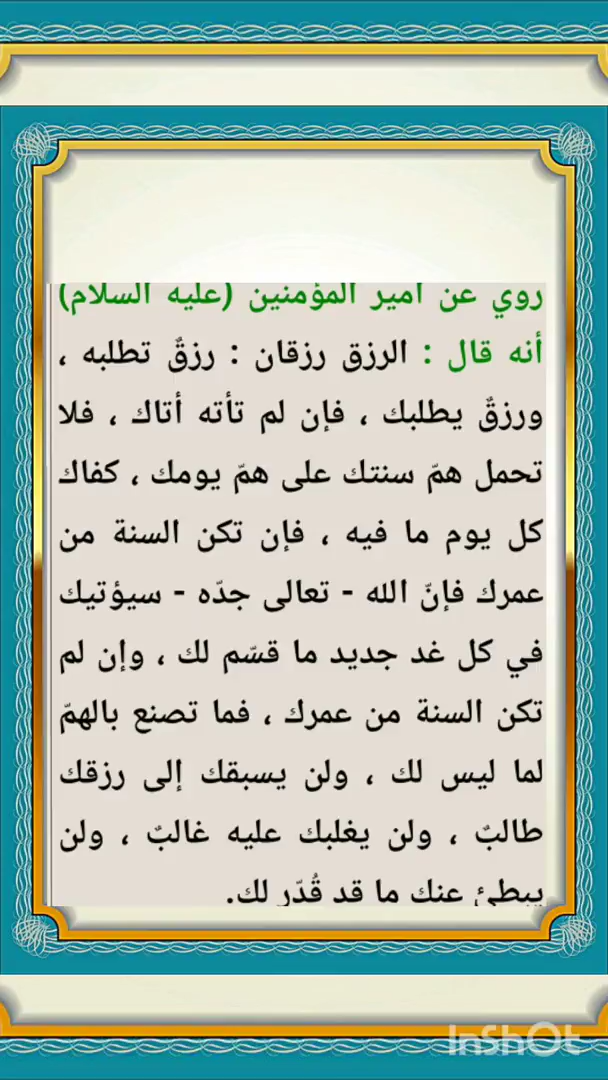 روي عن أمير المؤمنين (عليه السلام)
أنه قال : الرزق رزقان : رزقٌ تطلبه ،
ورزقٌ يطلبك ، فإن لم تأته أتاك ، فلا
تحمل همّ سنتك على همّ يومك ، كفاك
كل يوم ما فيه ، فإن تكن السنة من
عمرك فإنّ الله - تعالى جدّه - سيؤتيك
في كل غد جديد ما قسّم لك ، وإن لم
تكن السنة من عمرك ، فما تصنع بالهمّ
لما ليس لك ، ولن يسبقك إلى رزقك
طالبٌ ، ولن يغلبك عليه غالبٌ ، ولن
يبطئ عنك ما قد قُدّر لك.
InShOt